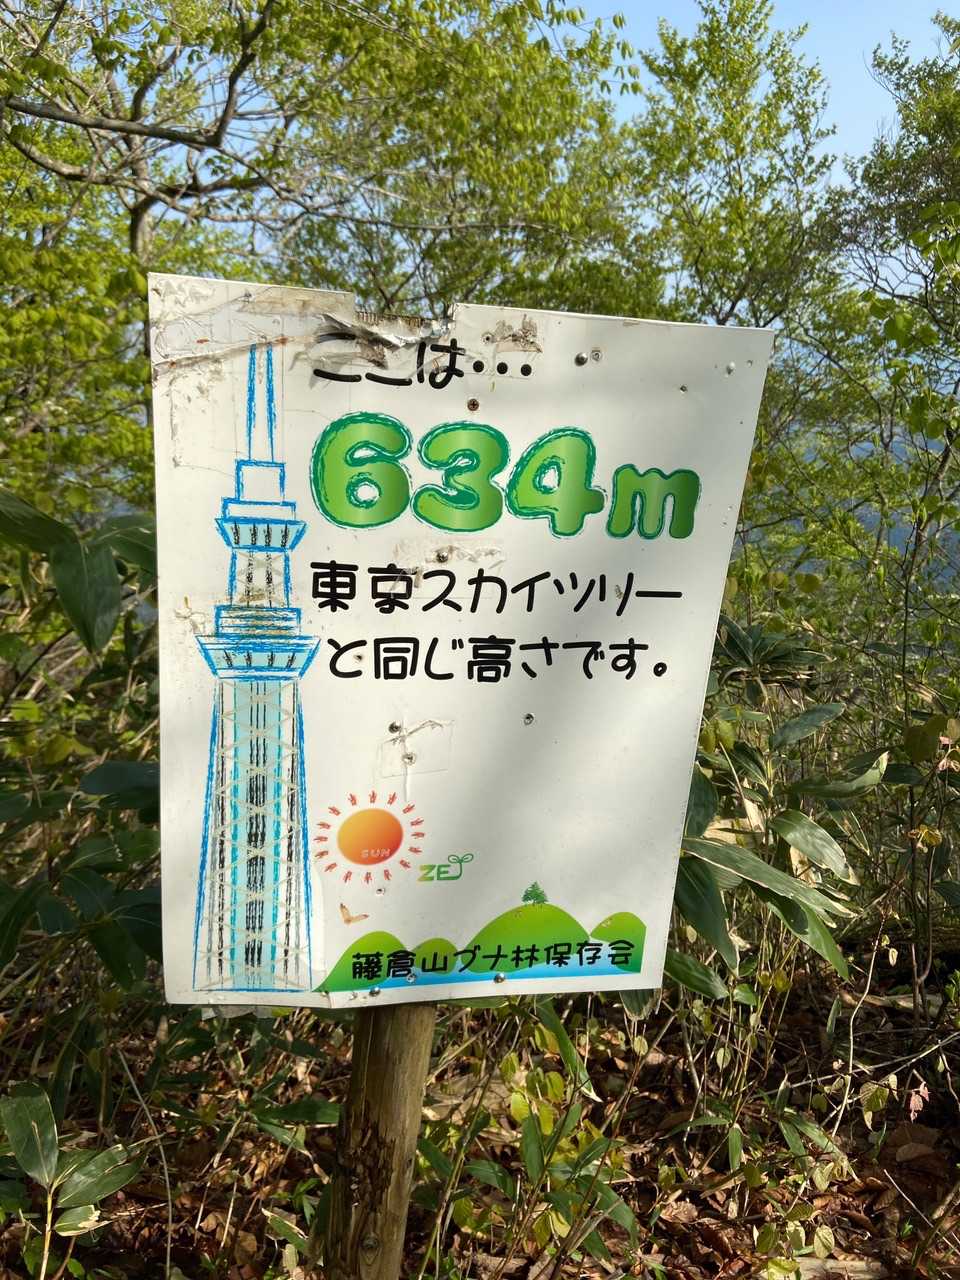 ここは…
634m
東京スカイツリー
と同じ高さです。
SUN
ZE
藤倉山ブナ林保存会